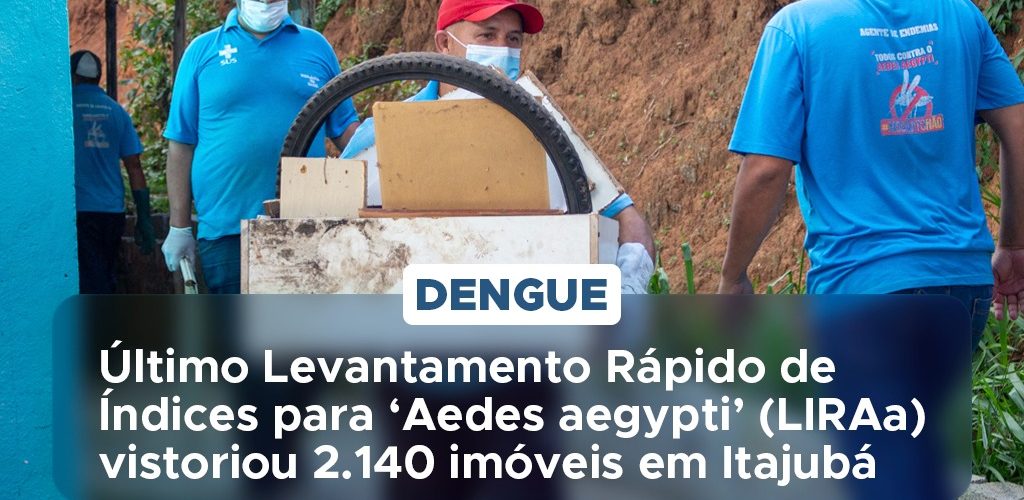 SUS
AGENTE DE ENDEMIAS
TODOS CONTRA O
AEDES AEGYPTI
DENGUE
Último Levantamento Rápido de
Índices para ‘Aedes aegypti’ (LIRAa)
vistoriou 2.140 imóveis em Itajubá